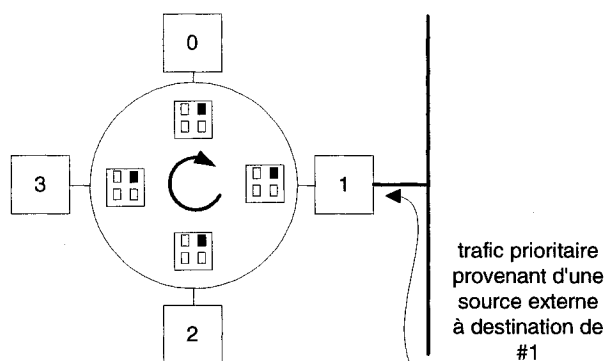 0
3
1
2
trafic prioritaire
provenant d'une
source externe
à destination de
#1